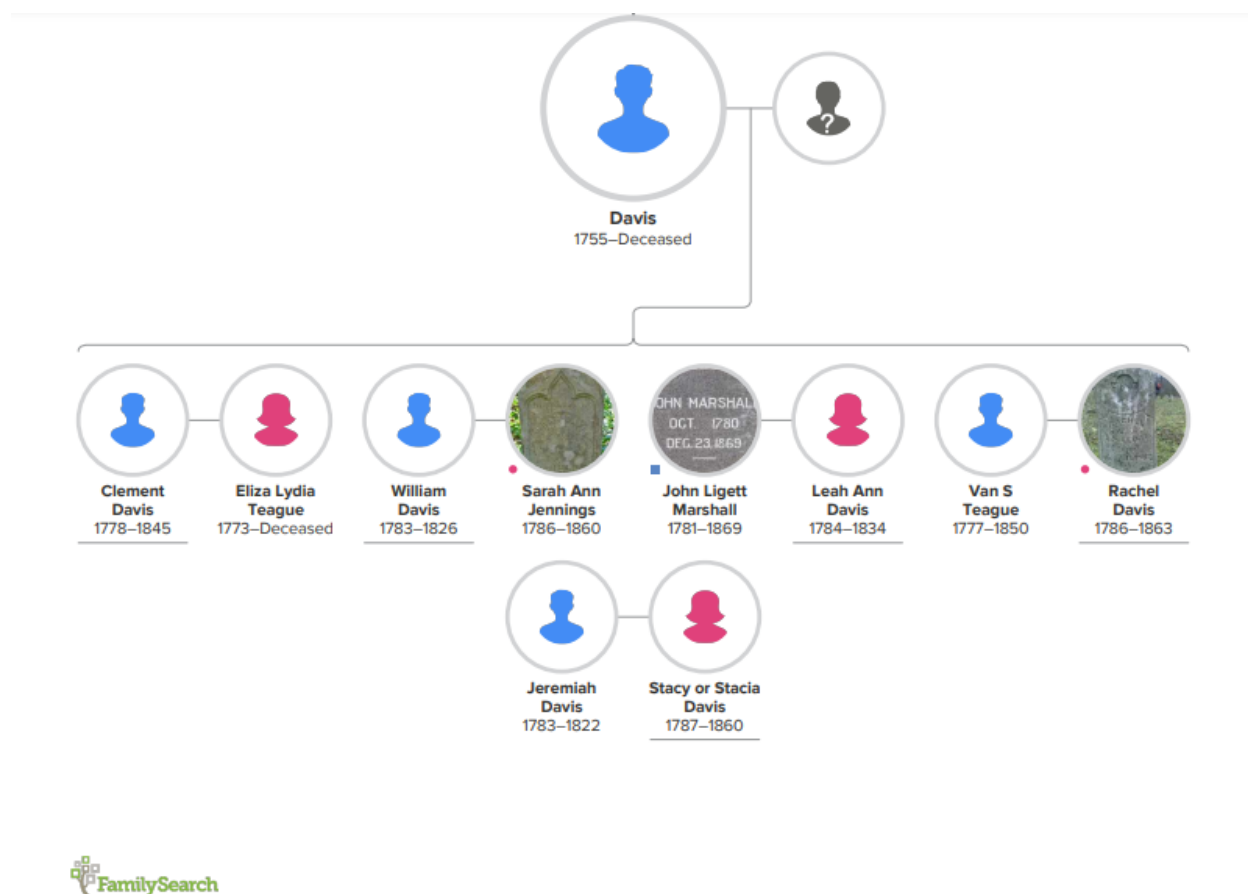 ?
Davis
1755–Deceased
Clement
Davis
1778–1845
Eliza Lydia
Teague
1773–Deceased
William
Davis
1783–1826
Sarah Ann
Jennings
1786–1860
JOHN MARSHAL
OCT. 1780
DEC. 23, 1869
John Ligett
Marshall
1781–1869
Leah Ann
Davis
1784–1834
Van S
Teague
1777–1850
Rachel
Davis
1786–1863
Jeremiah
Davis
1783–1822
Stacy or Stacia
Davis
1787–1860
FamilySearch